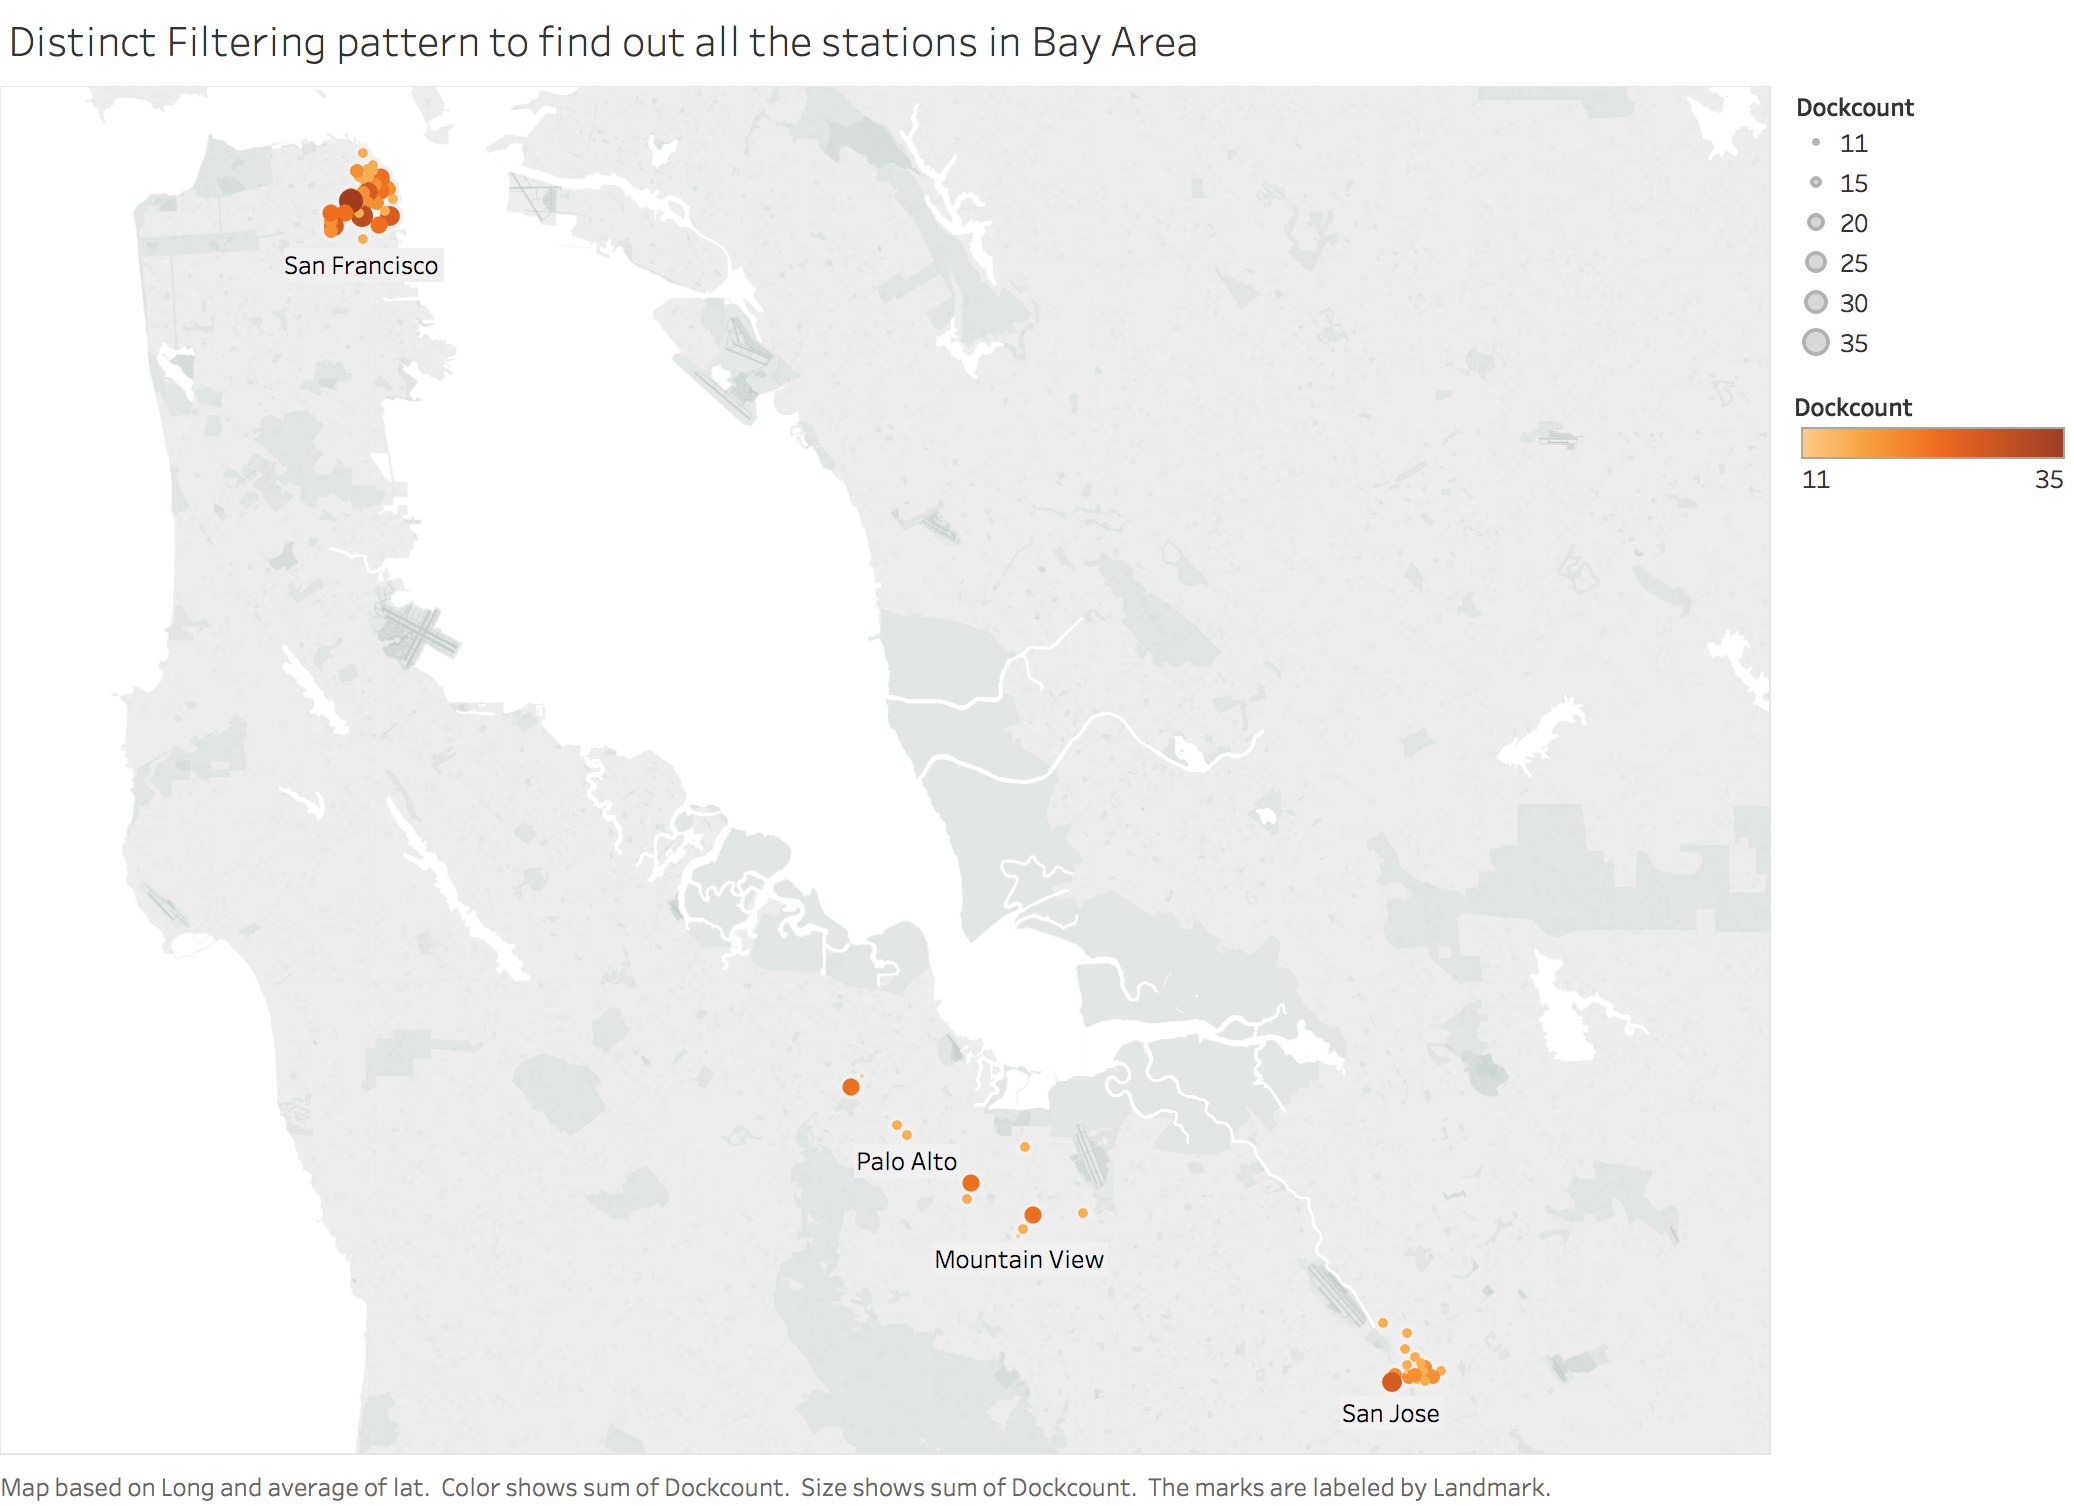 Distinct Filtering pattern to find out all the stations in Bay Area
San Francisco
Palo Alto
Mountain View
San Jose
Dockcount
11
15
20
25
30
35
Dockcount
11 35
Map based on Long and average of lat.  Color shows sum of Dockcount.  Size shows sum of Dockcount.  The marks are labeled by Landmark.